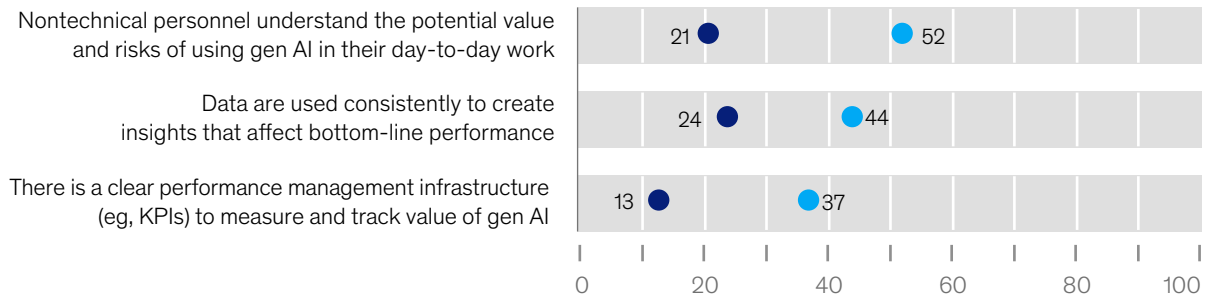 Nontechnical personnel understand the potential value
and risks of using gen AI in their day-to-day work
21 52
Data are used consistently to create
insights that affect bottom-line performance
24 44
There is a clear performance management infrastructure
(eg, KPIs) to measure and track value of gen AI
13 37
0 20 40 60 80 100